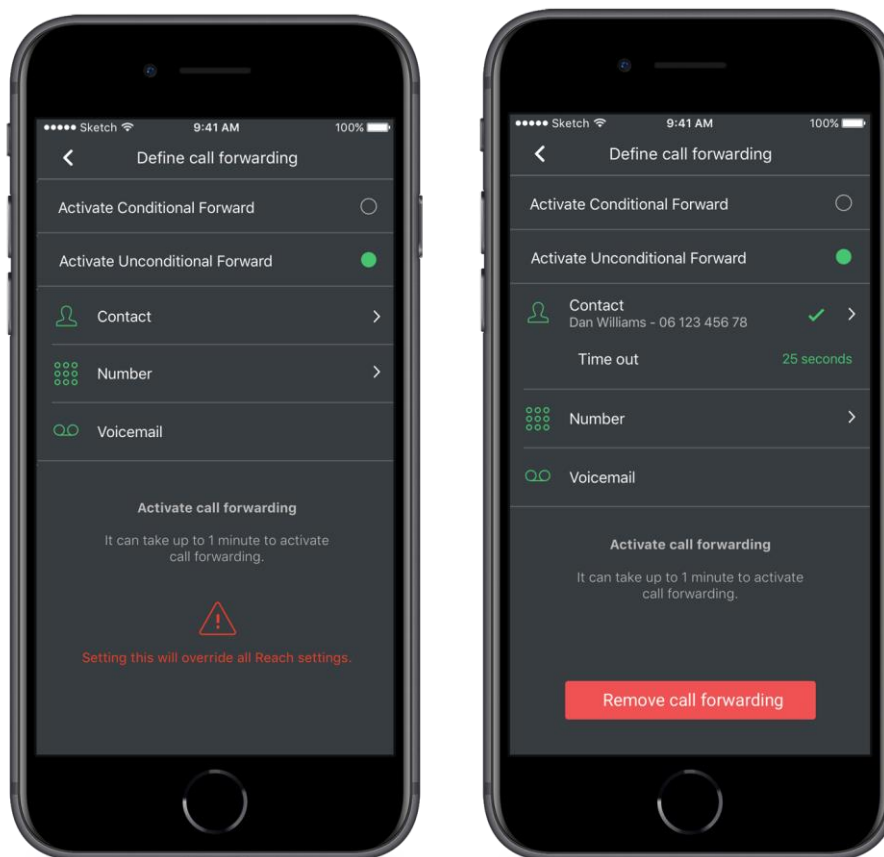 Sketch 9:41 AM 100%
Define call forwarding
Activate Conditional Forward
Activate Unconditional Forward
Contact
Number
Voicemail
Activate call forwarding
It can take up to 1 minute to activate
call forwarding.
Setting this will override all Reach settings.
Sketch 9:41 AM 100%
Define call forwarding
Activate Conditional Forward
Activate Unconditional Forward
Contact
Dan Williams - 06 123 456 78
Time out 25 seconds
Number
Voicemail
Activate call forwarding
It can take up to 1 minute to activate
call forwarding.
Remove call forwarding